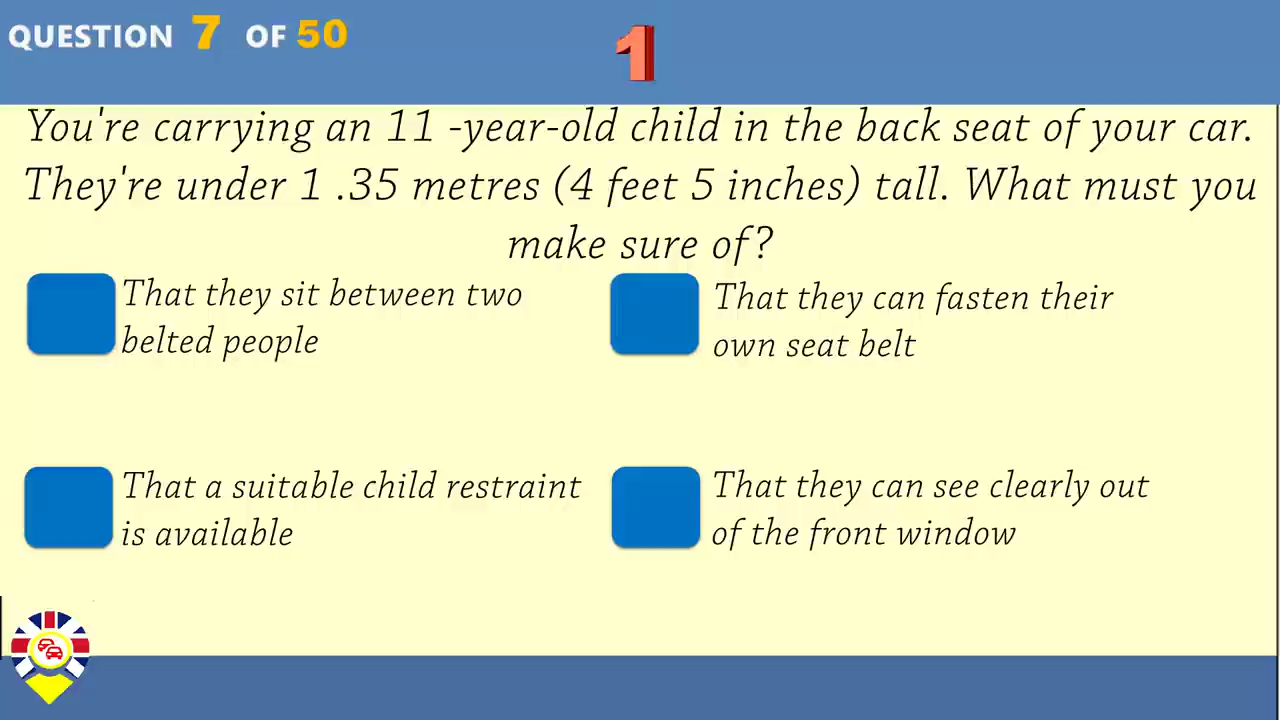 QUESTION 7 OF 50
1
You're carrying an 11 -year-old child in the back seat of your car.
They're under 1 .35 metres (4 feet 5 inches) tall. What must you
make sure of?
That they sit between two
belted people
That they can fasten their
own seat belt
That a suitable child restraint
is available
That they can see clearly out
of the front window